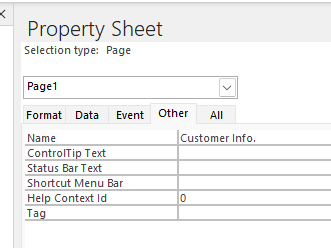 Property Sheet
Selection type: Page
Page1
Format Data Event Other All
Name Customer Info.
ControlTip Text
Status Bar Text
Shortcut Menu Bar
Help Context Id 0
Tag